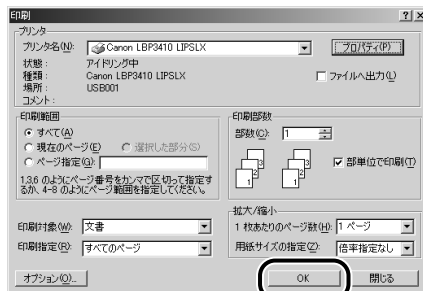 印刷
プリンタ
プリンタ名(N): Canon LBP3410 LIPSLX プロパティ(P)
状態: アイドリング中
種類: Canon LBP3410 LIPSLX ファイルへ出力(L)
場所: USB001
コメント:
印刷範囲
すべて(A)
現在のページ(E) 選択した部分(S)
ページ指定(G):
1,3,6 のようにページ番号をカンマで区切って指定するか、4-8 のようにページ範囲を指定してください。
印刷部数
部数(C): 1
部単位で印刷(T)
印刷対象(W): 文書
印刷指定(R): すべてのページ
拡大/縮小
1 枚あたりのページ数(H): 1 ページ
用紙サイズの指定(Z): 倍率指定なし
オプション(O)... OK 閉じる